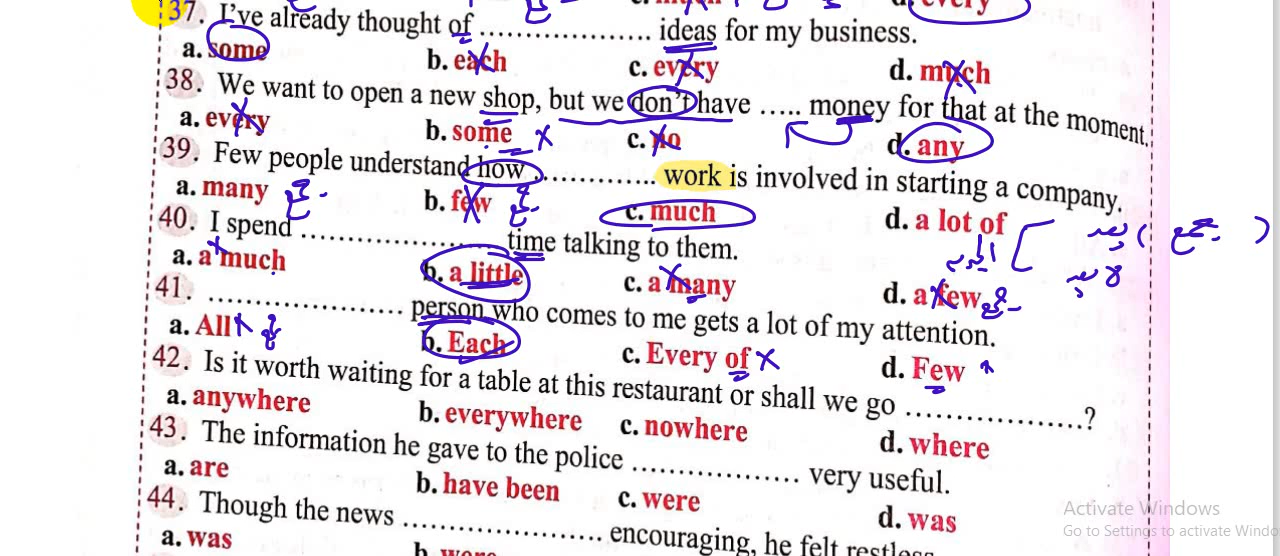 37. I've already thought of .................... ideas for my business.
a. some b. each c. every d. much
38. We want to open a new shop, but we don't have ..... money for that at the moment.
a. every b. some c. no d. any
39. Few people understand how .............. work is involved in starting a company.
a. many جمع b. few جمع c. much d. a lot of
40. I spend ........................ time talking to them.
a. a much b. a little c. a many d. a few جمع
41. ...................... person who comes to me gets a lot of my attention.
a. All جمع b. Each c. Every of d. Few
42. Is it worth waiting for a table at this restaurant or shall we go ....................?
a. anywhere b. everywhere c. nowhere d. where
43. The information he gave to the police ................... very useful.
a. are b. have been c. were d. was
44. Though the news ...................... encouraging, he felt restless
a. was b. were
Activate Windows
Go to Settings to activate Windo